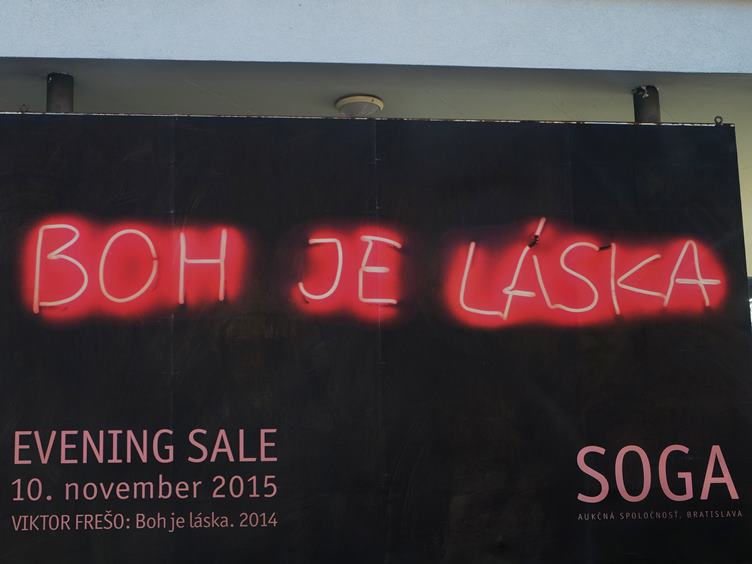 BOH JE LÁSKA
EVENING SALE
10. november 2015
VIKTOR FREŠO: Boh je láska. 2014
SOGA
AUKČNÁ SPOLOČNOSŤ, BRATISLAVA